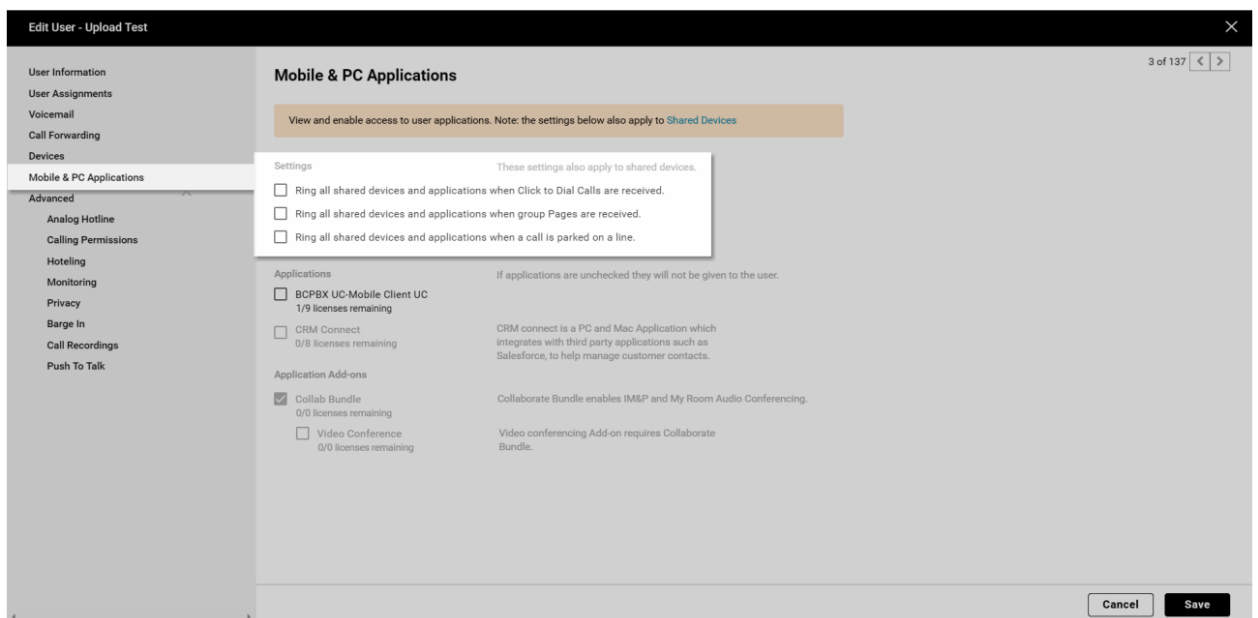 Edit User - Upload Test
3 of 137
User Information
User Assignments
Voicemail
Call Forwarding
Devices
Mobile & PC Applications
Advanced
Analog Hotline
Calling Permissions
Hoteling
Monitoring
Privacy
Barge In
Call Recordings
Push To Talk
Mobile & PC Applications
View and enable access to user applications. Note: the settings below also apply to Shared Devices
Settings
These settings also apply to shared devices.
Ring all shared devices and applications when Click to Dial Calls are received.
Ring all shared devices and applications when group Pages are received.
Ring all shared devices and applications when a call is parked on a line.
Applications
If applications are unchecked they will not be given to the user.
BCPBX UC-Mobile Client UC
1/9 licenses remaining
CRM Connect
0/8 licenses remaining
CRM connect is a PC and Mac Application which
integrates with third party applications such as
Salesforce, to help manage customer contacts.
Application Add-ons
Collab Bundle
0/0 licenses remaining
Collaborate Bundle enables IM&P and My Room Audio Conferencing.
Video Conference
0/0 licenses remaining
Video conferencing Add-on requires Collaborate
Bundle.
Cancel
Save